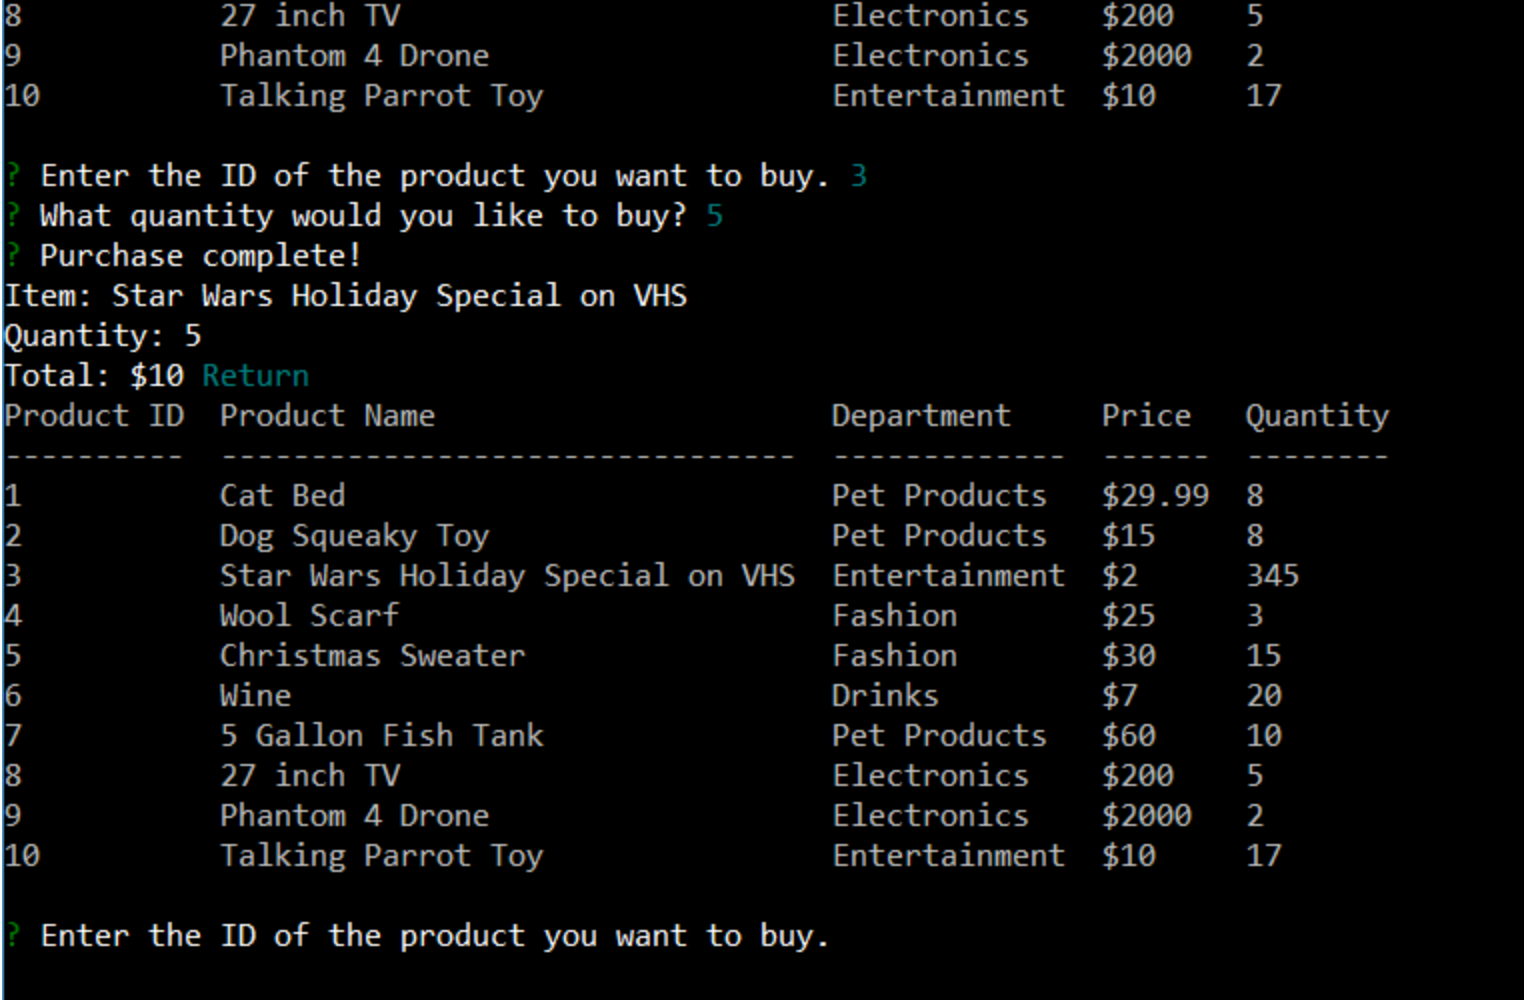 8           27 inch TV                        Electronics    $200    5
9           Phantom 4 Drone                   Electronics    $2000   2
10          Talking Parrot Toy                Entertainment  $10     17
? Enter the ID of the product you want to buy. 3
? What quantity would you like to buy? 5
? Purchase complete!
Item: Star Wars Holiday Special on VHS
Quantity: 5
Total: $10 Return
Product ID  Product Name                      Department     Price   Quantity
----------  --------------------------------  -------------  ------  --------
1           Cat Bed                           Pet Products   $29.99  8
2           Dog Squeaky Toy                   Pet Products   $15     8
3           Star Wars Holiday Special on VHS  Entertainment  $2      345
4           Wool Scarf                        Fashion        $25     3
5           Christmas Sweater                 Fashion        $30     15
6           Wine                              Drinks         $7      20
7           5 Gallon Fish Tank                Pet Products   $60     10
8           27 inch TV                        Electronics    $200    5
9           Phantom 4 Drone                   Electronics    $2000   2
10          Talking Parrot Toy                Entertainment  $10     17
? Enter the ID of the product you want to buy.